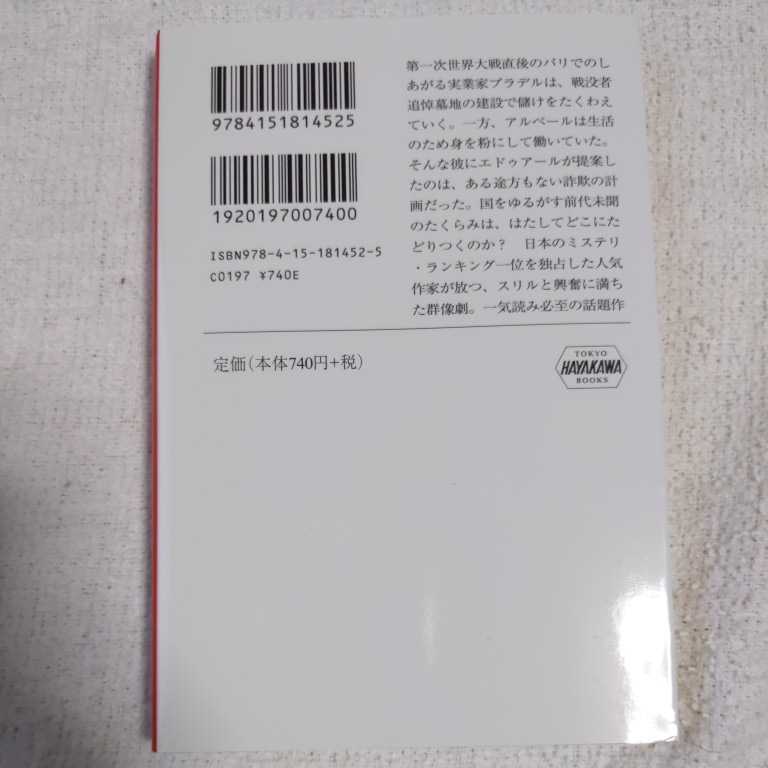 9784151814525
1920197007400
ISBN978-4-15-181452-5
C0197 ¥740E
第一次世界大戦直後のパリでのし
あがる実業家プラデルは、戦没者
追悼墓地の建設で儲けをたくわえ
ていく。一方、アルベールは生活
のため身を粉にして働いていた。
そんな彼にエドゥアールが提案し
たのは、ある途方もない詐欺の計
画だった。国をゆるがす前代未聞
のたくらみは、はたしてどこにた
どりつくのか？　日本のミステリ
・ランキング一位を独占した人気
作家が放つ、スリルと興奮に満ち
た群像劇。一気読み必至の話題作
定価(本体740円+税)
TOKYO
HAYAKAWA
BOOKS